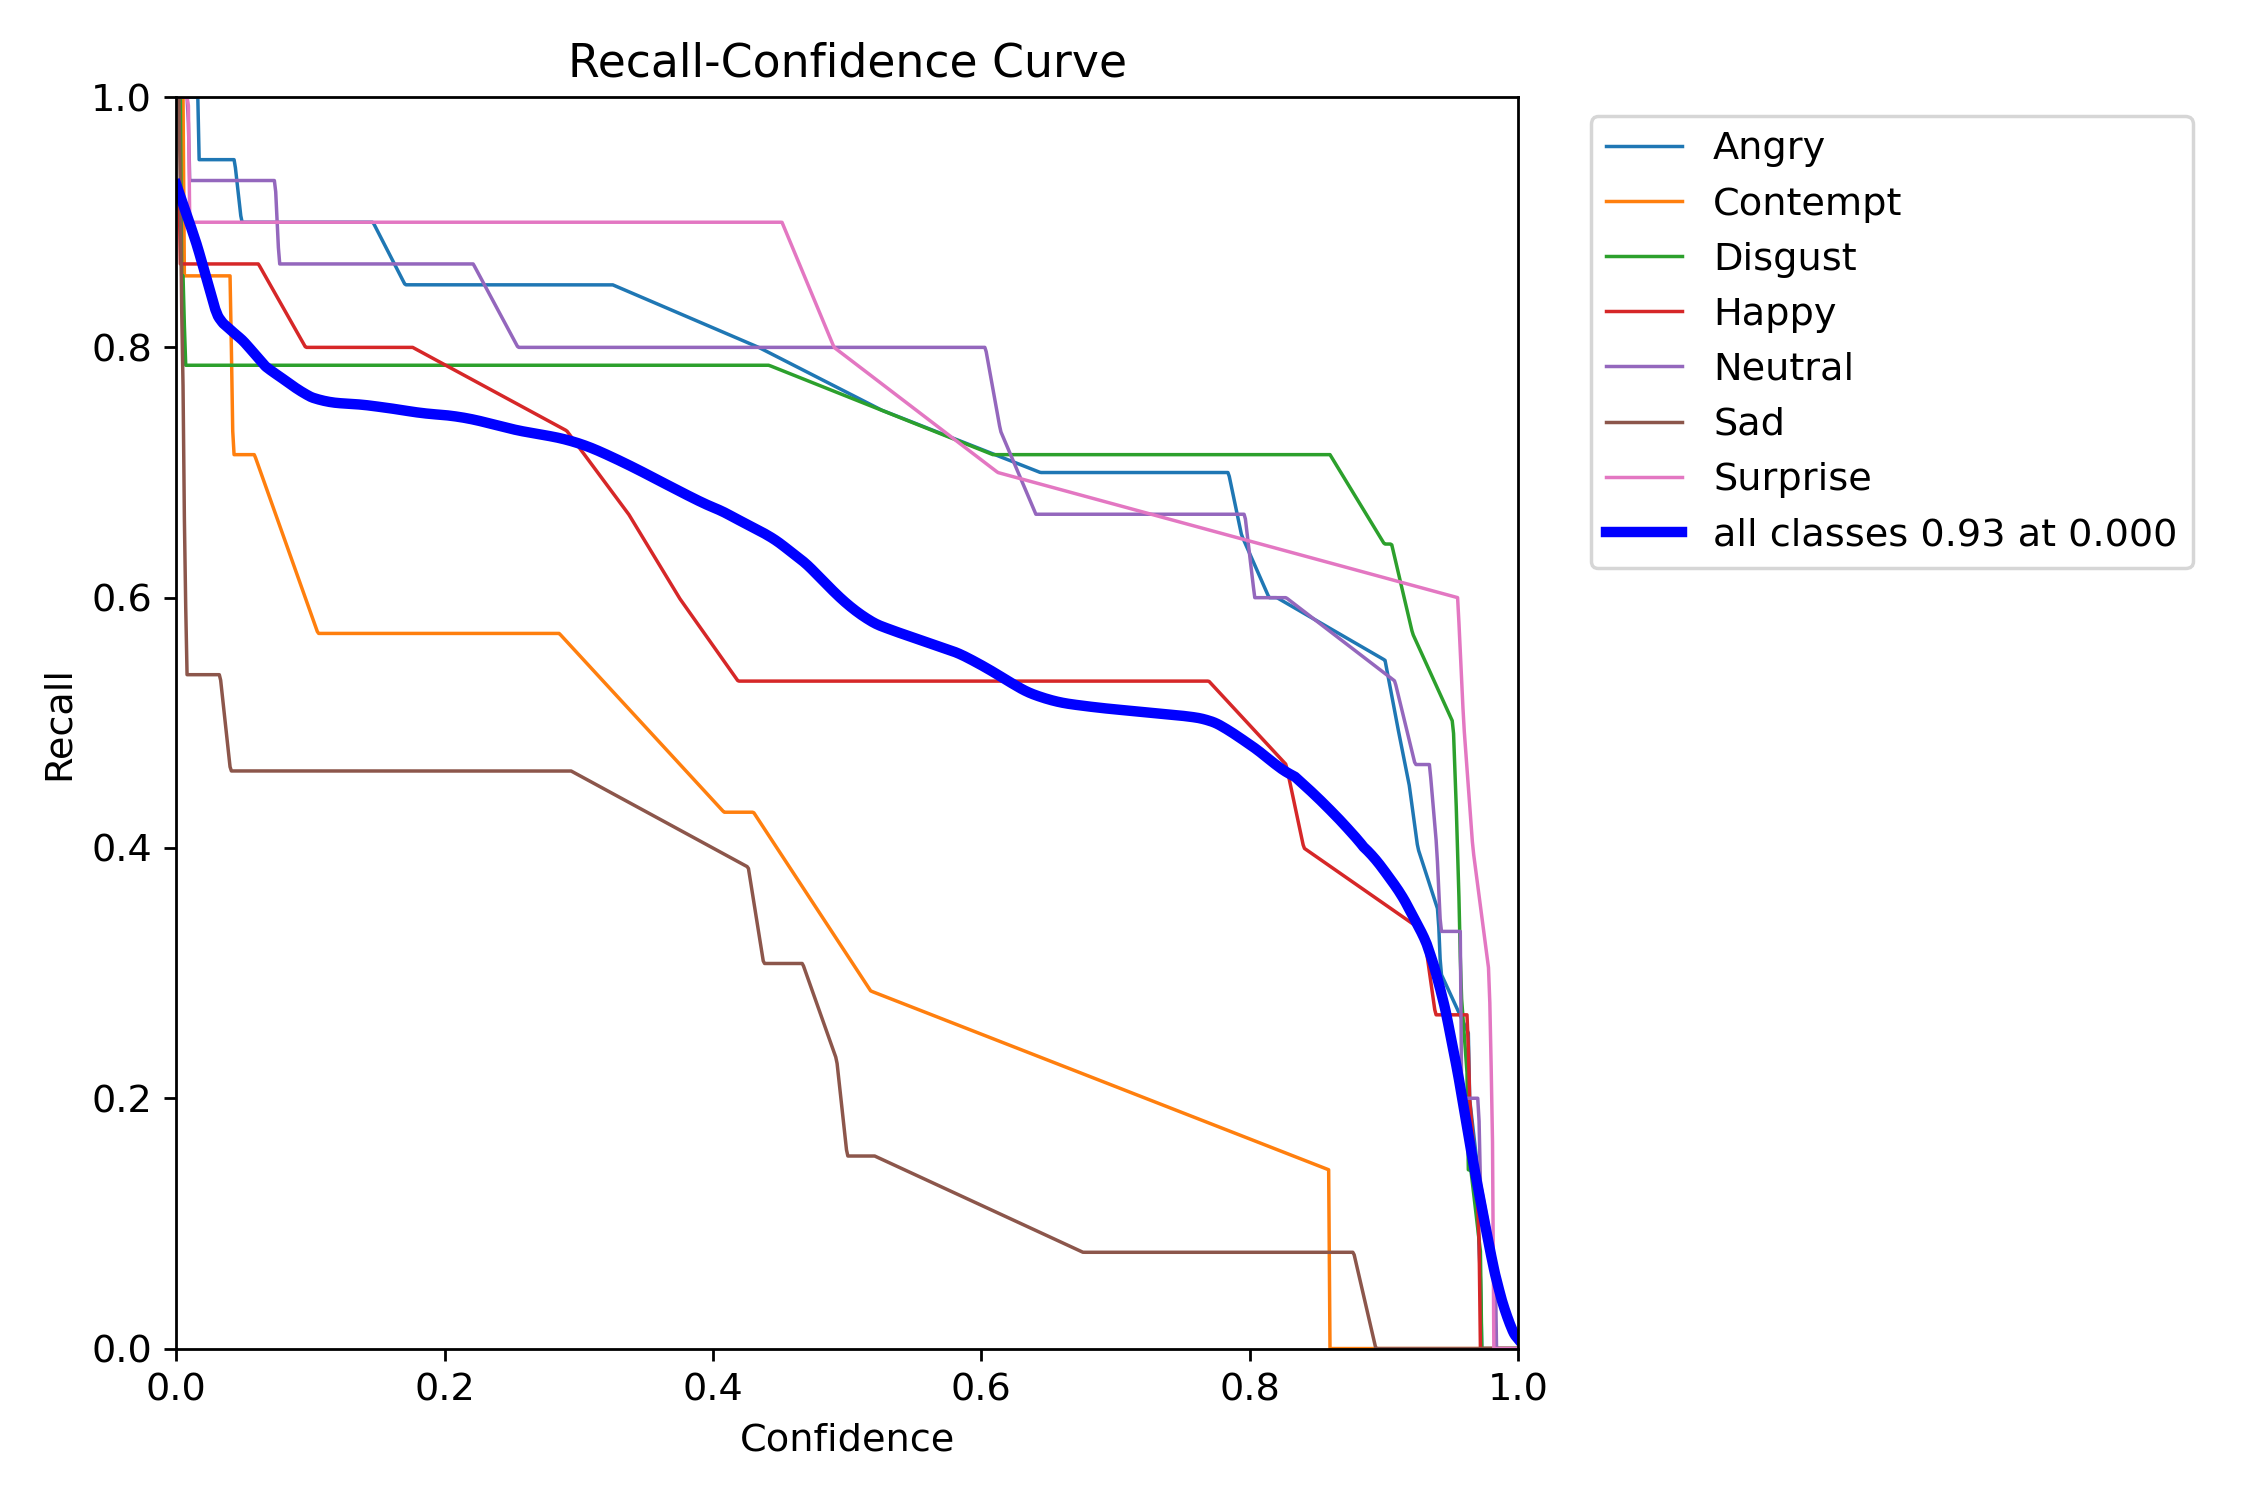 Recall-Confidence Curve
1.0
0.8
0.6
0.4
0.2
0.0
Recall
0.0 0.2 0.4 0.6 0.8 1.0
Confidence
Angry
Contempt
Disgust
Happy
Neutral
Sad
Surprise
all classes 0.93 at 0.000